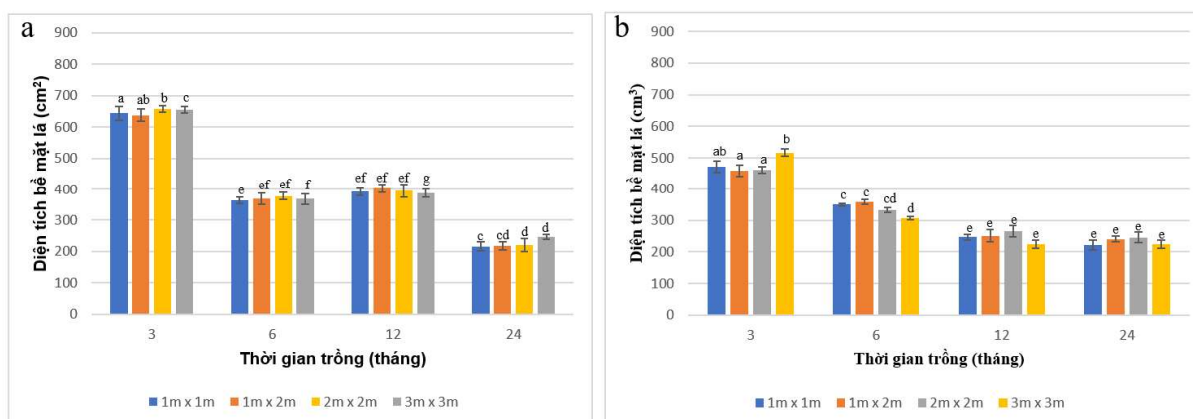 a
Diện tích bề mặt lá (cm²)
900
800
700
600
500
400
300
200
100
0
a ab b c
e ef ef f
ef ef ef g
c cd d d
3 6 12 24
Thời gian trồng (tháng)
1m x 1m 1m x 2m 2m x 2m 3m x 3m
b
Diện tích bề mặt lá (cm³)
900
800
700
600
500
400
300
200
100
0
ab a a b
c c cd d
e e e e
e e e e
3 6 12 24
Thời gian trồng (tháng)
1m x 1m 1m x 2m 2m x 2m 3m x 3m